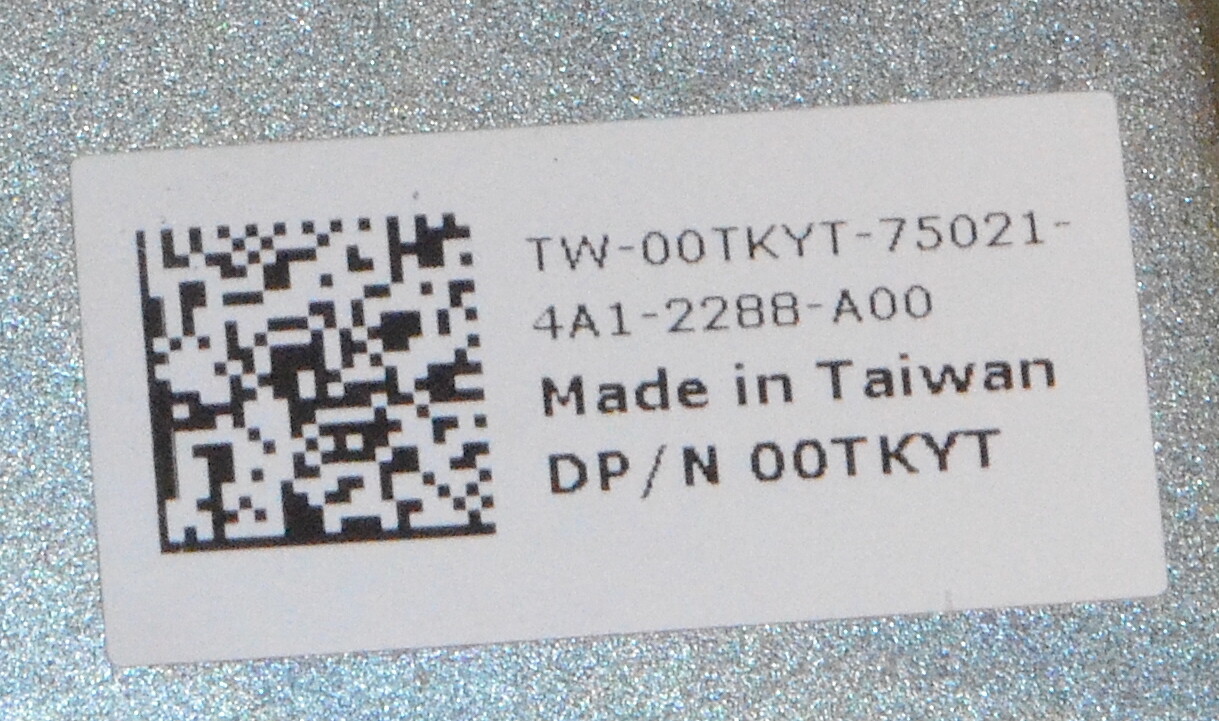 TW-00TKYT-75021-
4A1-2288-A00
Made in Taiwan
DP/N 00TKYT